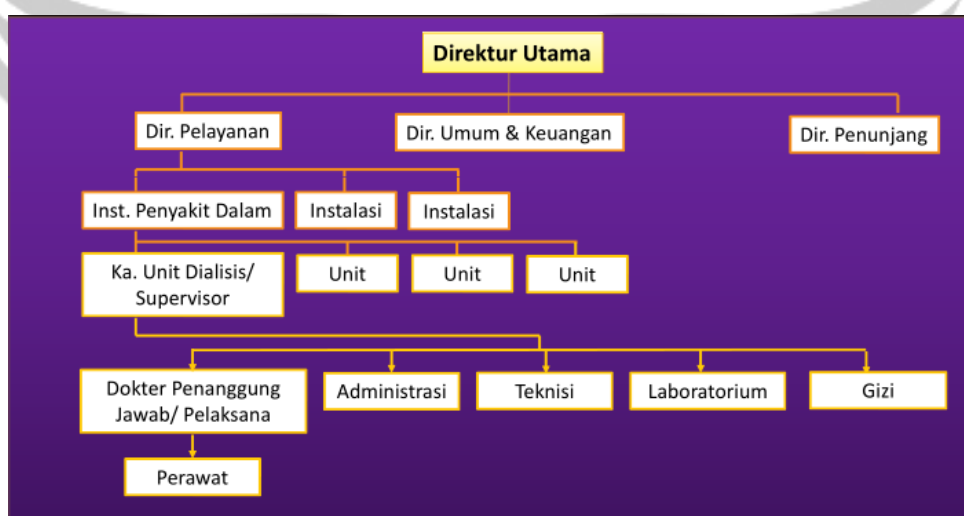 Direktur Utama
Dir. Pelayanan
Dir. Umum & Keuangan
Dir. Penunjang
Inst. Penyakit Dalam
Instalasi
Instalasi
Ka. Unit Dialisis/
Supervisor
Unit
Unit
Unit
Dokter Penanggung
Jawab/ Pelaksana
Administrasi
Teknisi
Laboratorium
Gizi
Perawat